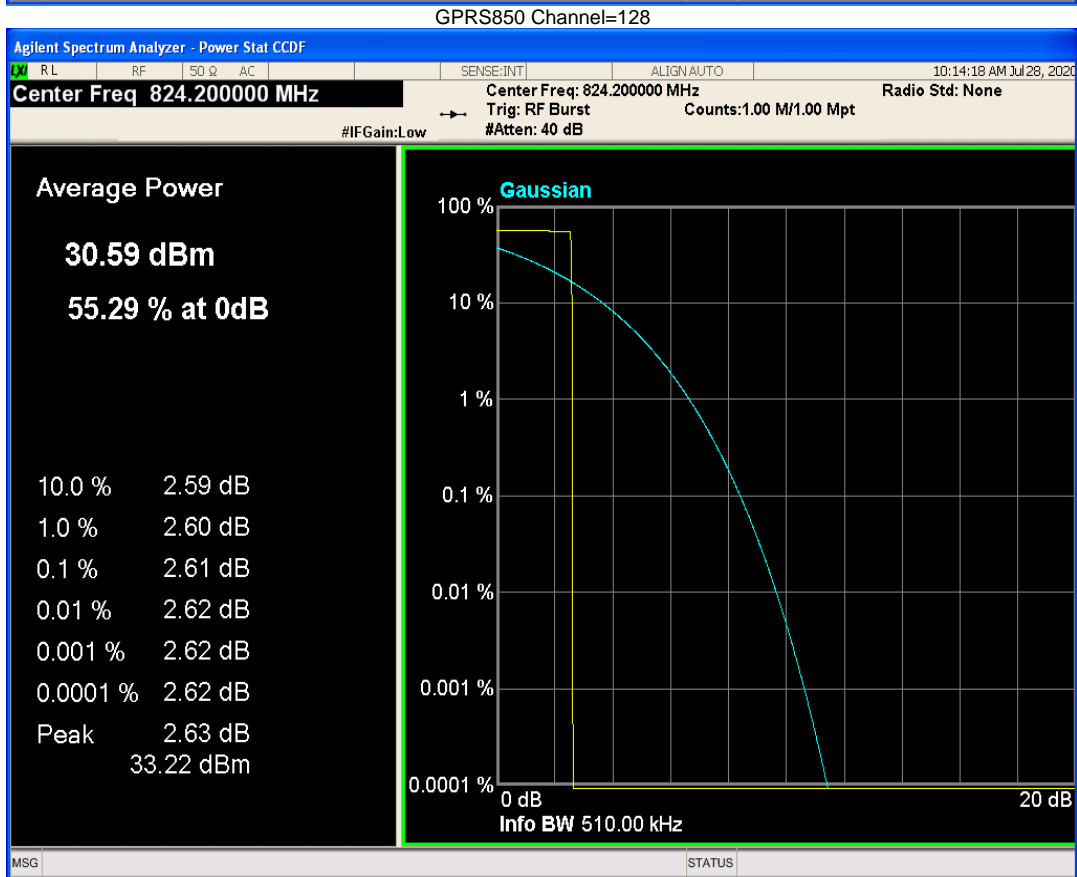 GPRS850 Channel=128
Agilent Spectrum Analyzer - Power Stat CCDF
LXI RL RF 50 Ω AC SENSE:INT ALIGN AUTO 10:14:18 AM Jul 28, 2020
Center Freq 824.200000 MHz
Center Freq: 824.200000 MHz Radio Std: None
Trig: RF Burst Counts:1.00 M/1.00 Mpt
#IFGain:Low #Atten: 40 dB
Average Power
30.59 dBm
55.29 % at 0dB
10.0 % 2.59 dB
1.0 % 2.60 dB
0.1 % 2.61 dB
0.01 % 2.62 dB
0.001 % 2.62 dB
0.0001 % 2.62 dB
Peak 2.63 dB
33.22 dBm
Gaussian
100 %
10 %
1 %
0.1 %
0.01 %
0.001 %
0.0001 %
0 dB 20 dB
Info BW 510.00 kHz
MSG STATUS